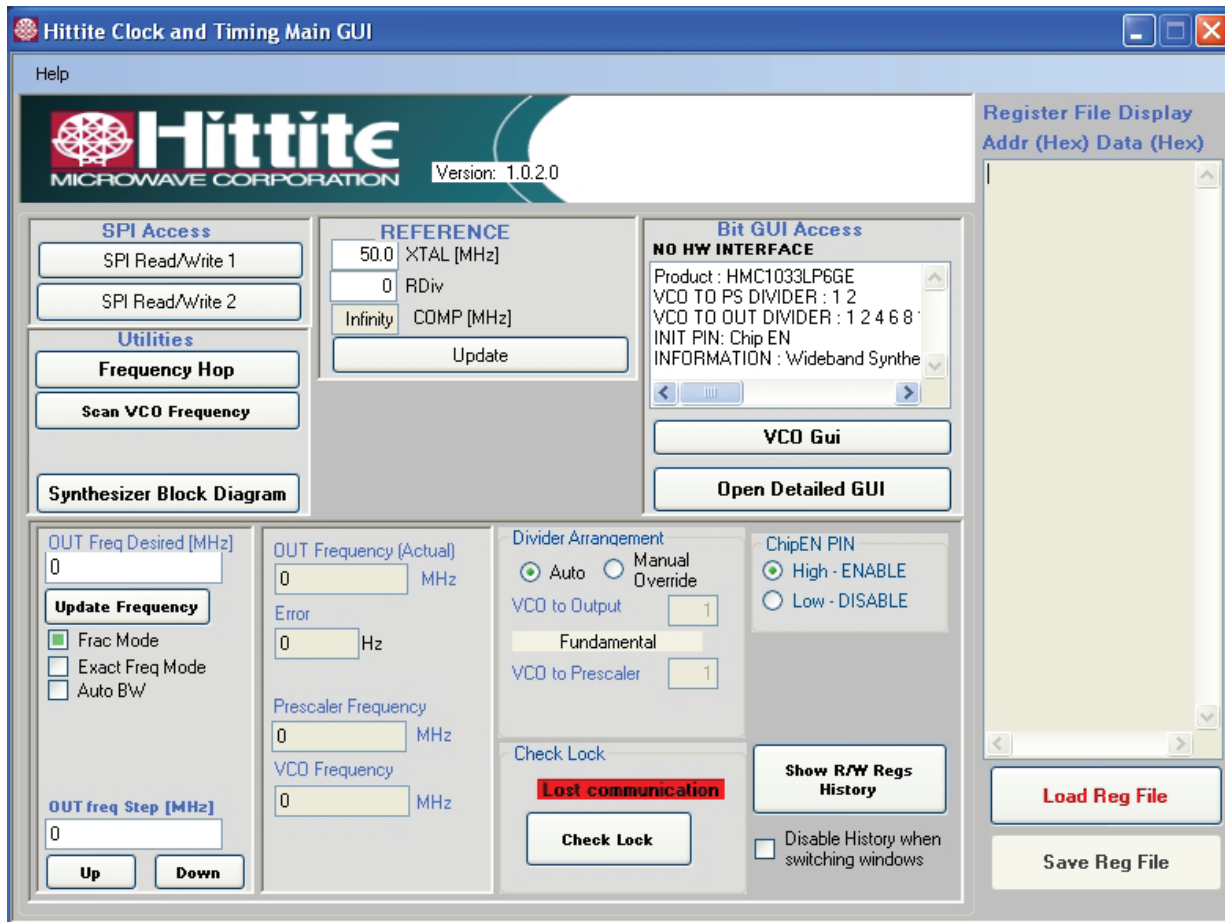 Hittite Clock and Timing Main GUI
Help
Hittite
MICROWAVE CORPORATION
Version: 1.0.2.0
Register File Display
Addr (Hex) Data (Hex)
SPI Access
SPI Read/Write 1
SPI Read/Write 2
Utilities
Frequency Hop
Scan VCO Frequency
Synthesizer Block Diagram
REFERENCE
50.0 XTAL [MHz]
0 RDiv
Infinity COMP [MHz]
Update
Bit GUI Access
NO HW INTERFACE
Product : HMC1033LP6GE
VCO TO PS DIVIDER : 1 2
VCO TO OUT DIVIDER : 1 2 4 6 8
INIT PIN: Chip EN
INFORMATION : Wideband Synthe
VCO Gui
Open Detailed GUI
OUT Freq Desired [MHz]
0
Update Frequency
Frac Mode
Exact Freq Mode
Auto BW
OUT freq Step [MHz]
0
Up Down
OUT Frequency (Actual)
0 MHz
Error
0 Hz
Prescaler Frequency
0 MHz
VCO Frequency
0 MHz
Divider Arrangement
Auto Manual Override
VCO to Output 1
Fundamental
VCO to Prescaler 1
Check Lock
Lost communication
Check Lock
ChipEN PIN
High - ENABLE
Low - DISABLE
Show R/W Regs
History
Disable History when
switching windows
Load Reg File
Save Reg File